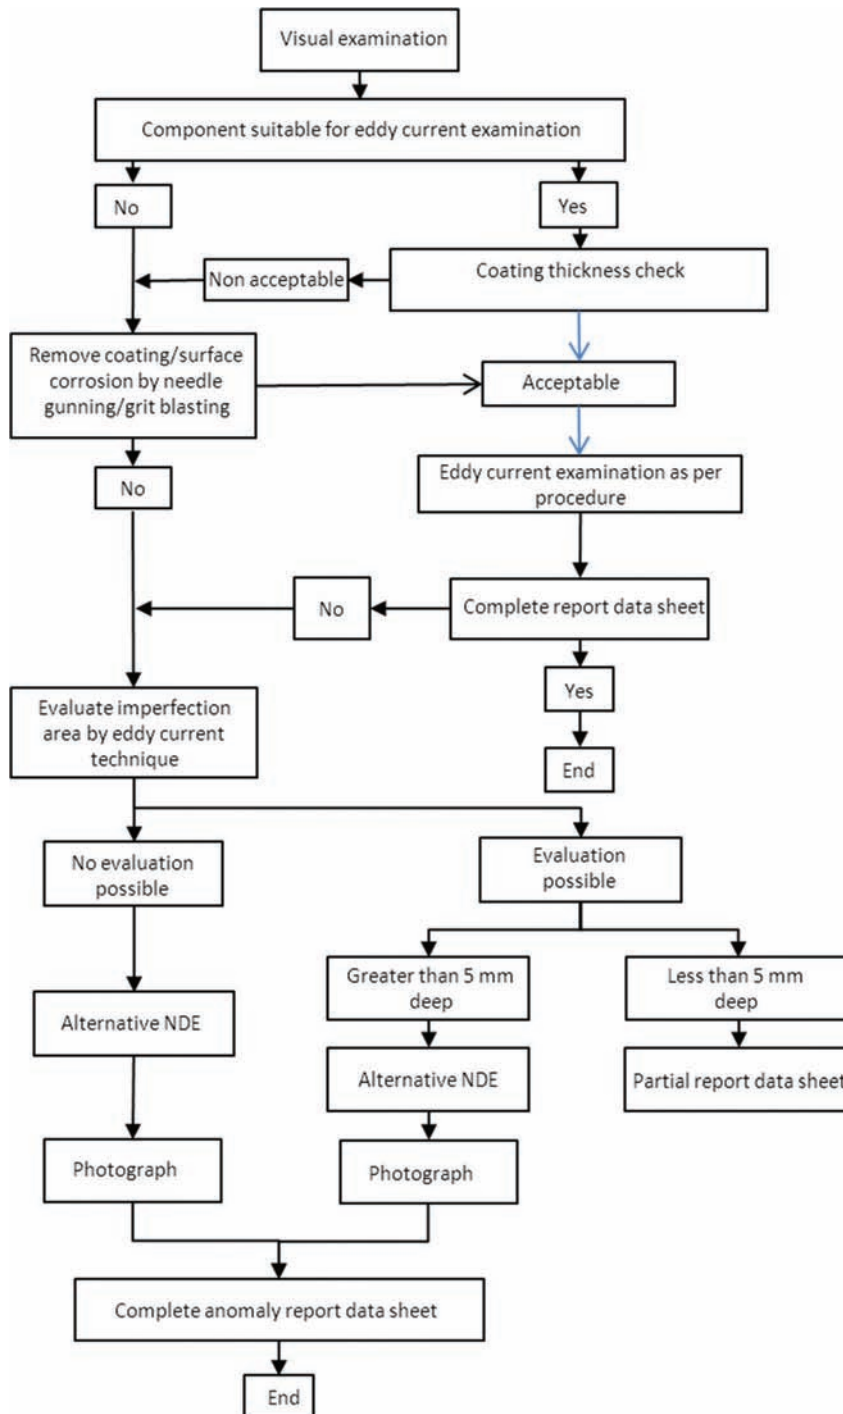 Visual examination
Component suitable for eddy current examination
No
Yes
Non acceptable
Coating thickness check
Remove coating/surface
corrosion by needle
gunning/grit blasting
Acceptable
No
Eddy current examination as per
procedure
No
Complete report data sheet
Yes
End
Evaluate imperfection
area by eddy current
technique
No evaluation
possible
Evaluation
possible
Greater than 5 mm
deep
Less than 5 mm
deep
Alternative NDE
Alternative NDE
Partial report data sheet
Photograph
Photograph
Complete anomaly report data sheet
End